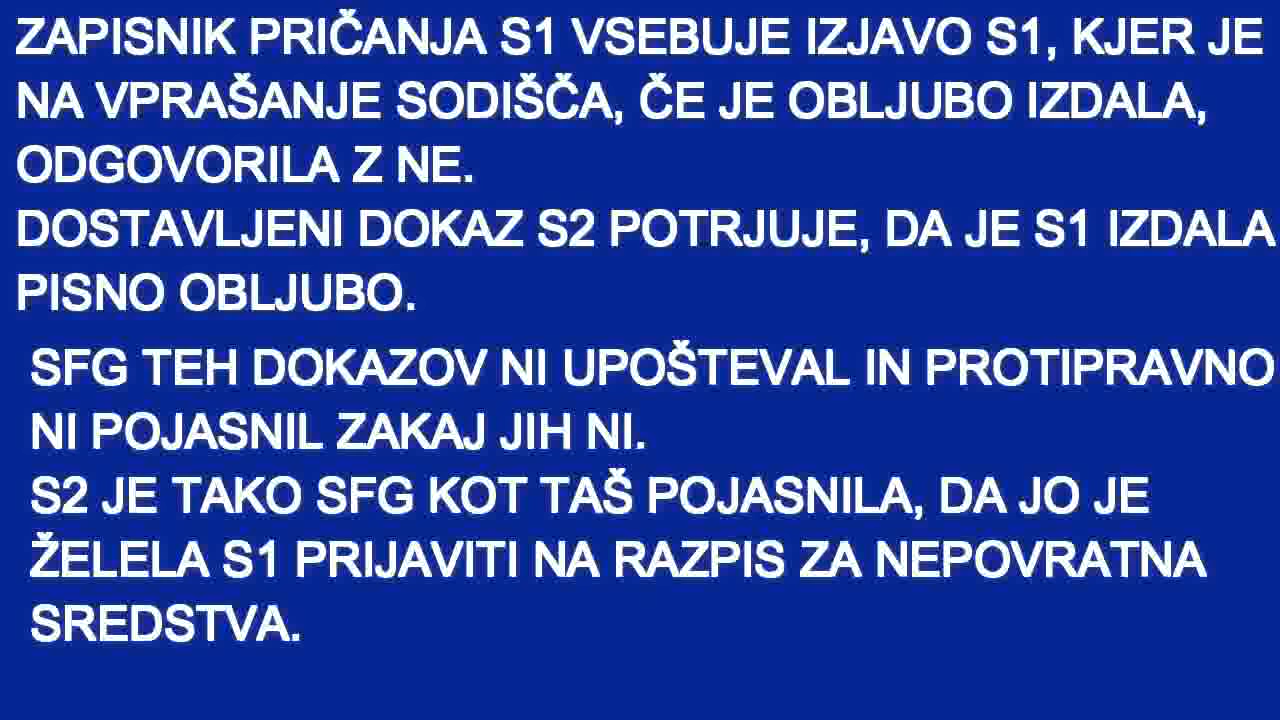 ZAPISNIK PRIČANJA S1 VSEBUJE IZJAVO S1, KJER JE
NA VPRAŠANJE SODIŠČA, ČE JE OBLJUBO IZDALA,
ODGOVORILA Z NE.
DOSTAVLJENI DOKAZ S2 POTRJUJE, DA JE S1 IZDALA
PISNO OBLJUBO.
SFG TEH DOKAZOV NI UPOŠTEVAL IN PROTIPRAVNO
NI POJASNIL ZAKAJ JIH NI.
S2 JE TAKO SFG KOT TAŠ POJASNILA, DA JO JE
ŽELELA S1 PRIJAVITI NA RAZPIS ZA NEPOVRATNA
SREDSTVA.